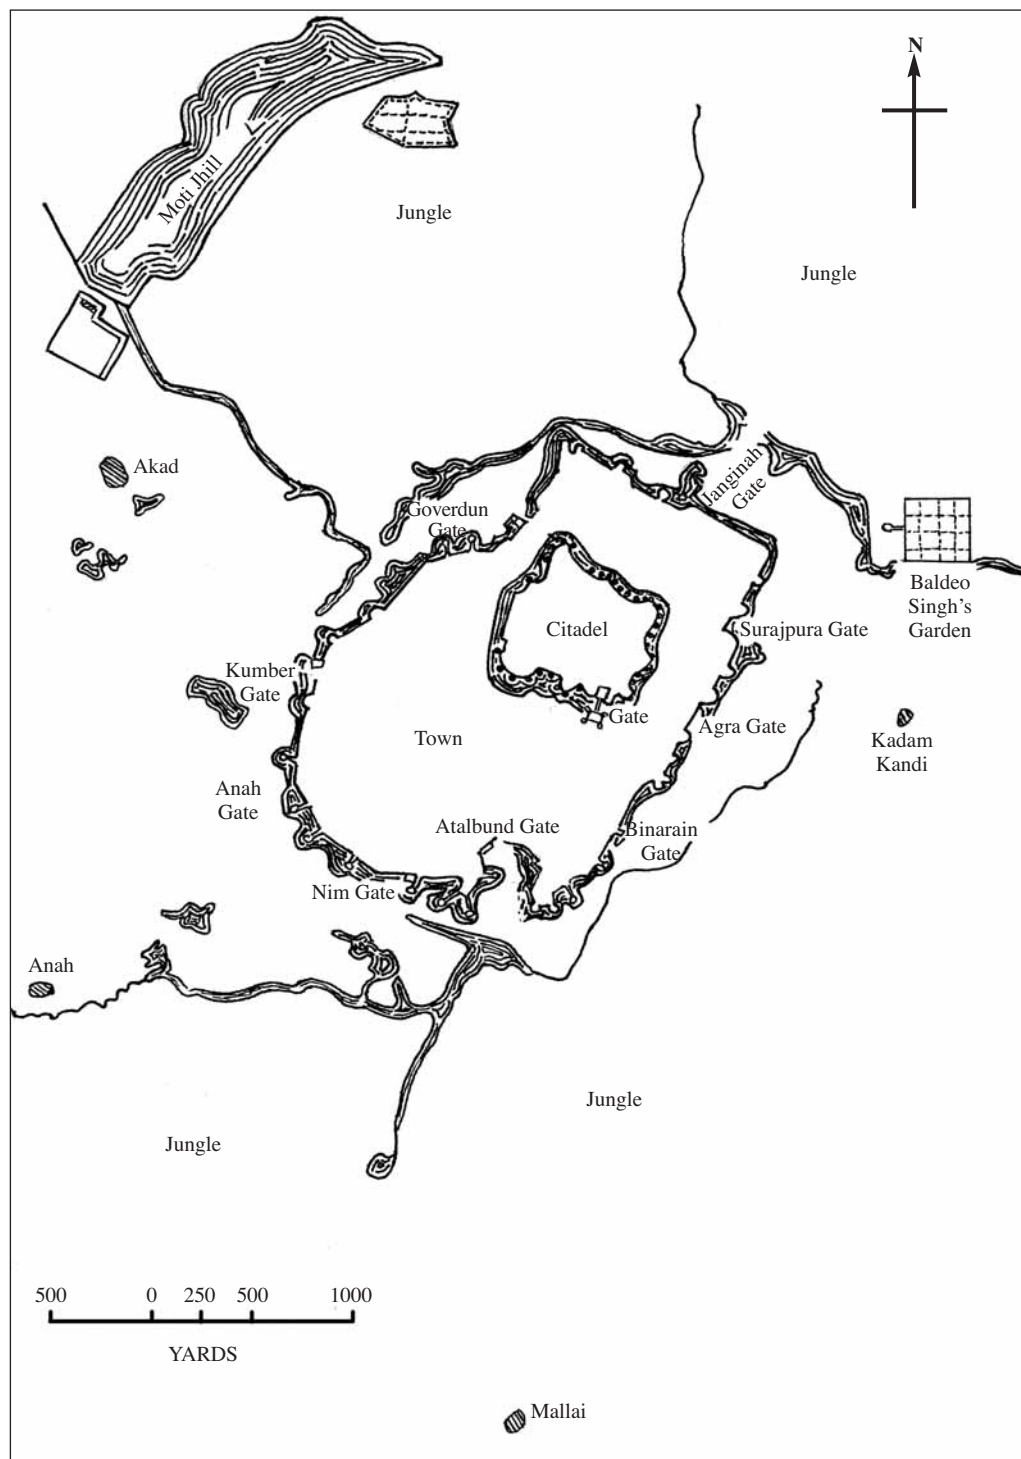 N
Moti Jhill
Jungle
Jungle
Akad
Goverdun
Gate
Janginah
Gate
Baldeo
Singh's
Garden
Citadel
Surajpura Gate
Kumber
Gate
Gate
Agra Gate
Town
Kadam
Kandi
Anah
Gate
Atalbund Gate
Binarain
Gate
Nim Gate
Anah
Jungle
Jungle
500 0 250 500 1000
YARDS
Mallai